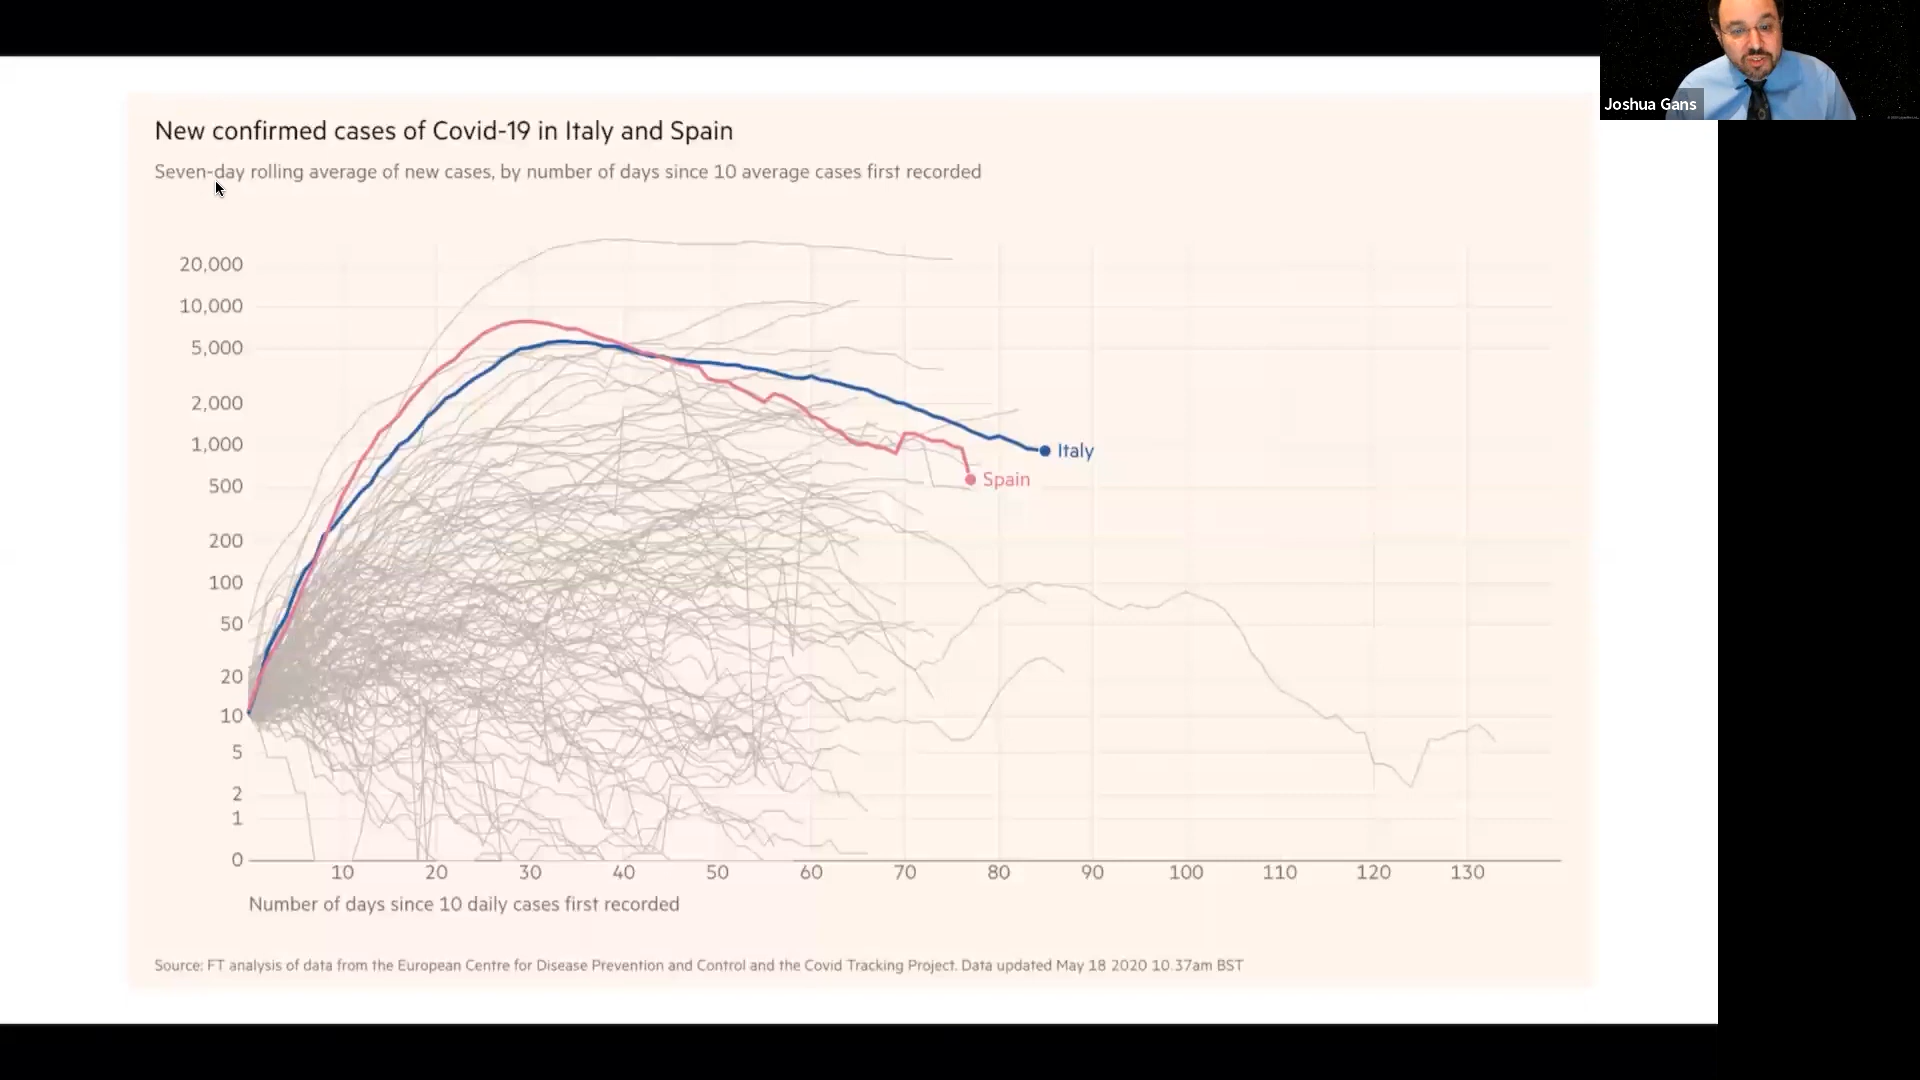 Joshua Gans
New confirmed cases of Covid-19 in Italy and Spain
Seven-day rolling average of new cases, by number of days since 10 average cases first recorded
20,000
10,000
5,000
2,000
1,000
500
200
100
50
20
10
5
2
1
0
Italy
Spain
10 20 30 40 50 60 70 80 90 100 110 120 130
Number of days since 10 daily cases first recorded
Source: FT analysis of data from the European Centre for Disease Prevention and Control and the Covid Tracking Project. Data updated May 18 2020 10.37am BST